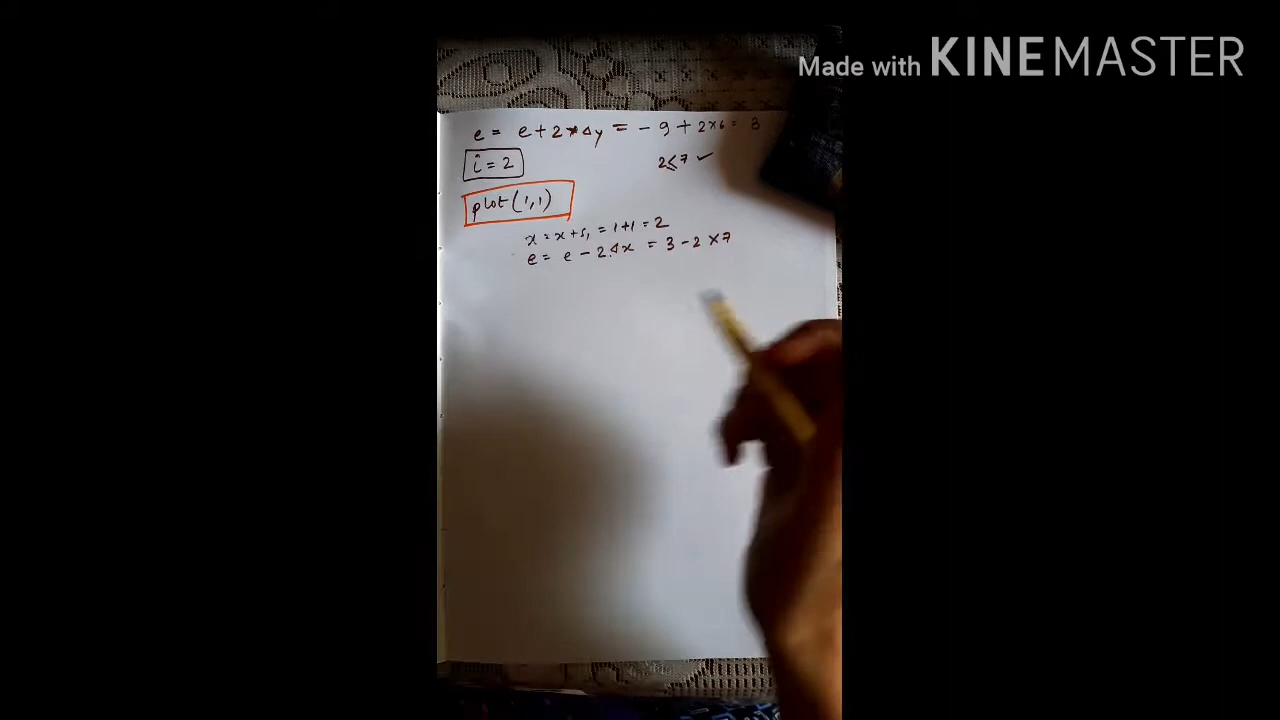 Made with KINEMASTER
e = e + 2 * Δy = - 9 + 2×6 = 3
i = 2
2 ≤ 7 ✓
plot (1,1)
x = x + s₁ = 1 + 1 = 2
e = e - 2.Δx = 3 - 2 × 7